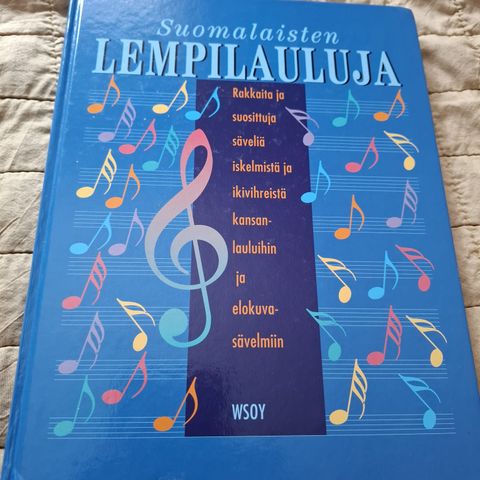 Suomalaisten
LEMPILAULUJA
Rakkaita ja
suosittuja
säveliä
iskelmistä ja
ikivihreistä
kansan-
lauluihin
ja
elokuva-
sävelmiin
WSOY